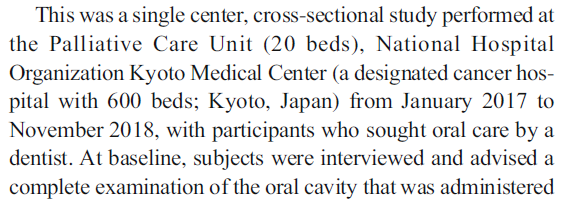 This was a single center, cross-sectional study performed at
the Palliative Care Unit (20 beds), National Hospital
Organization Kyoto Medical Center (a designated cancer hos-
pital with 600 beds; Kyoto, Japan) from January 2017 to
November 2018, with participants who sought oral care by a
dentist. At baseline, subjects were interviewed and advised a
complete examination of the oral cavity that was administered